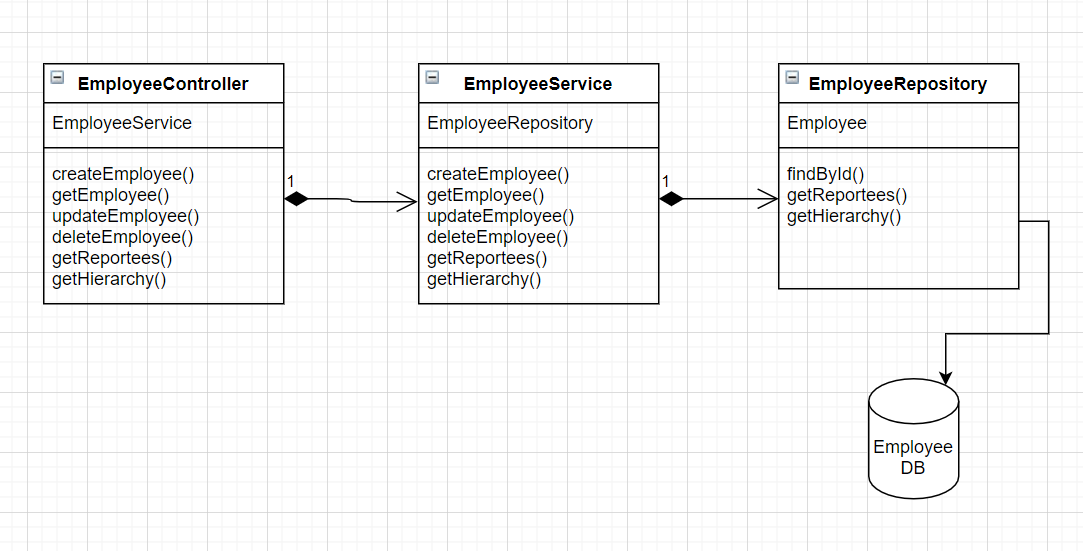 EmployeeController
EmployeeService
createEmployee()
getEmployee()
updateEmployee()
deleteEmployee()
getReportees()
getHierarchy()
1
EmployeeService
EmployeeRepository
createEmployee()
getEmployee()
updateEmployee()
deleteEmployee()
getReportees()
getHierarchy()
1
EmployeeRepository
Employee
findById()
getReportees()
getHierarchy()
Employee
DB